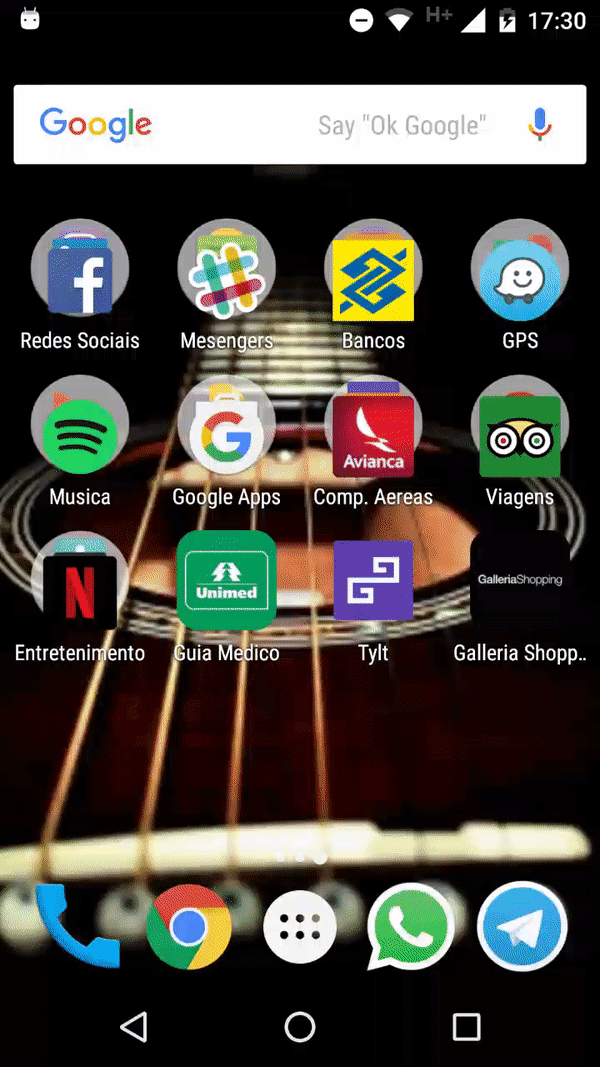 H+ 17:30
Google Say "Ok Google"
Redes Sociais Mesengers Bancos GPS
Avianca
Musica Google Apps Comp. Aereas Viagens
Unimed GalleriaShopping
Entretenimento Guia Medico Tylt Galleria Shopp..